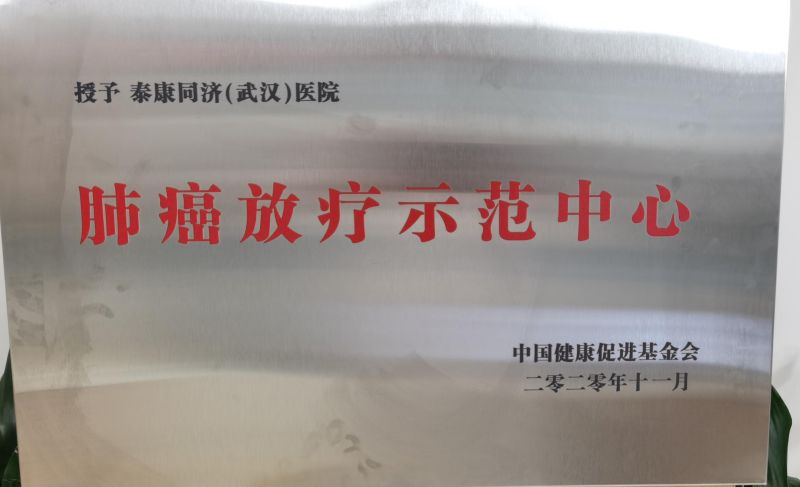 授予 泰康同济(武汉)医院
肺癌放疗示范中心
中国健康促进基金会
二零二零年十一月